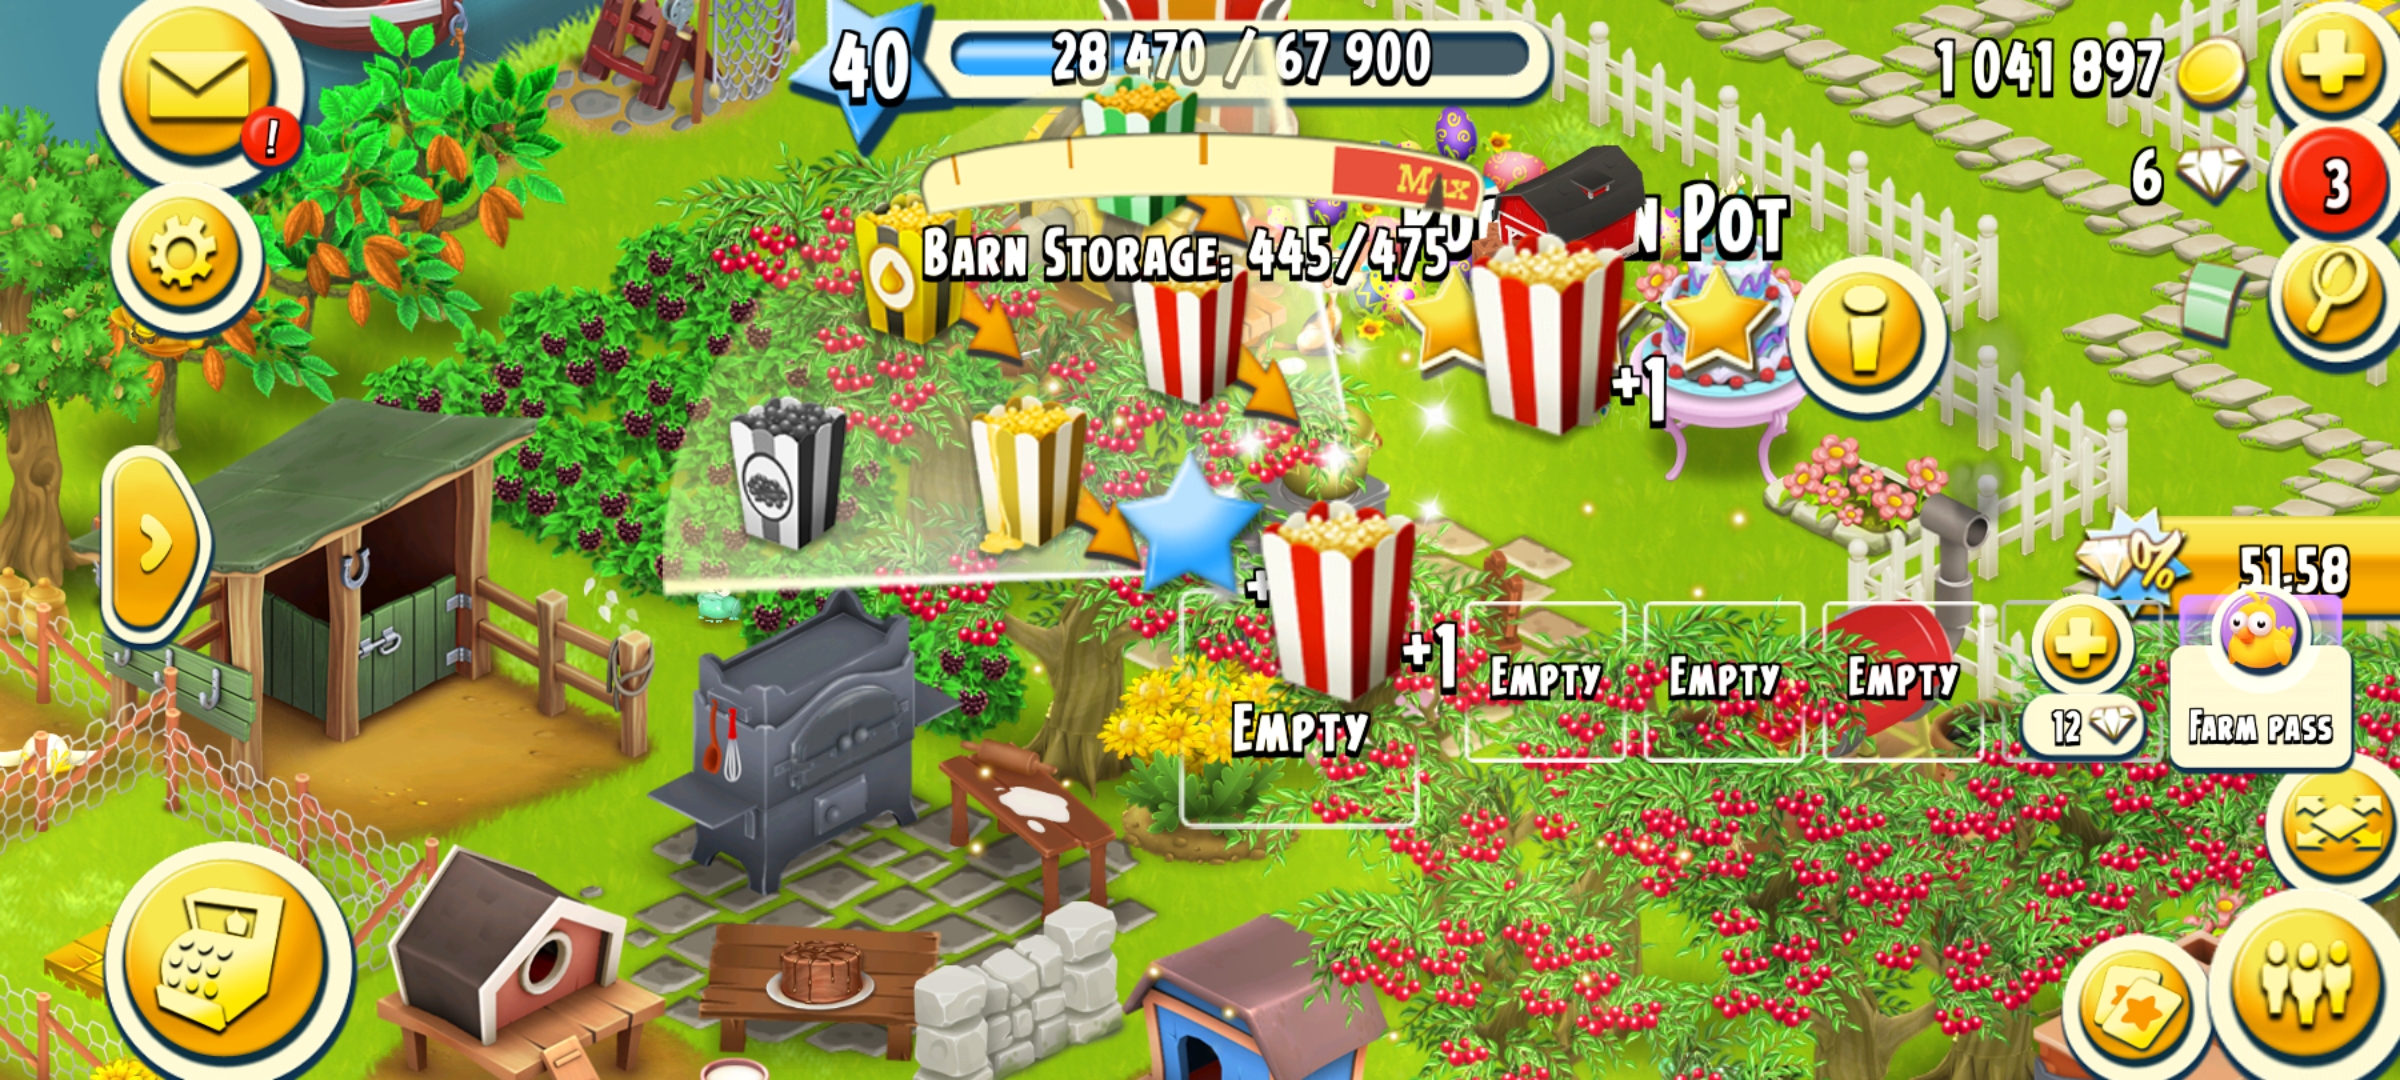 !
40
28 470 / 67 900
1 041 897
6
3
Max
Barn Storage: 445/475
Pot
+1
%
51:58
+1
Empty
Empty
Empty
Empty
12
Farm pass